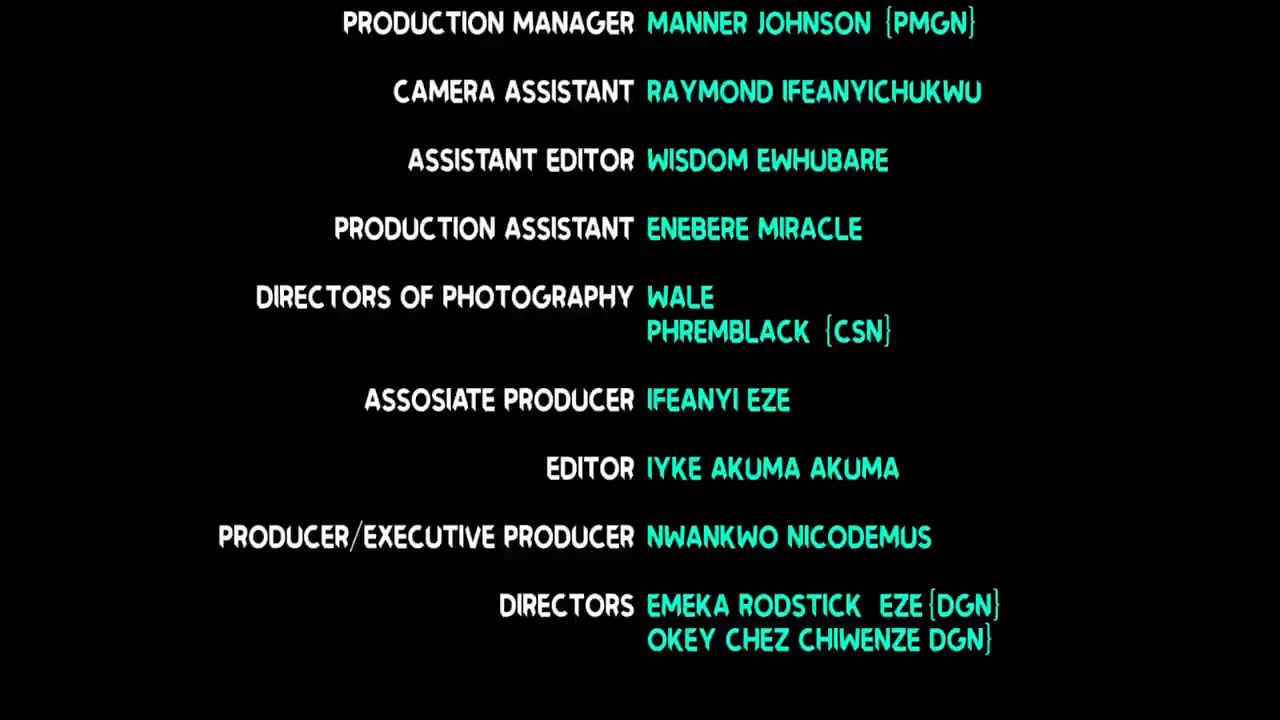 PRODUCTION MANAGER MANNER JOHNSON {PMGN}
CAMERA ASSISTANT RAYMOND IFEANYICHUKWU
ASSISTANT EDITOR WISDOM EWHUBARE
PRODUCTION ASSISTANT ENEBERE MIRACLE
DIRECTORS OF PHOTOGRAPHY WALE
PHREMBLACK {CSN}
ASSOSIATE PRODUCER IFEANYI EZE
EDITOR IYKE AKUMA AKUMA
PRODUCER/EXECUTIVE PRODUCER NWANKWO NICODEMUS
DIRECTORS EMEKA RODSTICK EZE {DGN}
OKEY CHEZ CHIWENZE DGN}